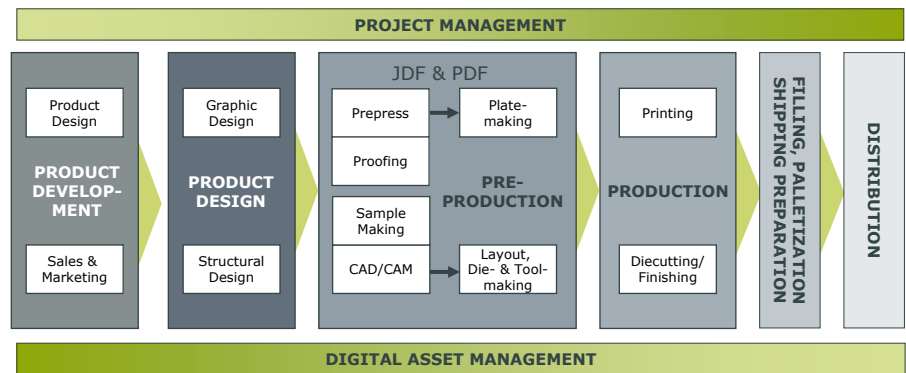 PROJECT MANAGEMENT
Product
Design
PRODUCT
DEVELOP-
MENT
Sales &
Marketing
Graphic
Design
PRODUCT
DESIGN
Structural
Design
JDF & PDF
Prepress
Plate-
making
Proofing
PRE-
PRODUCTION
Sample
Making
CAD/CAM
Layout,
Die- & Tool-
making
Printing
PRODUCTION
Diecutting/
Finishing
FILLING, PALLETIZATION
SHIPPING PREPARATION
DISTRIBUTION
DIGITAL ASSET MANAGEMENT